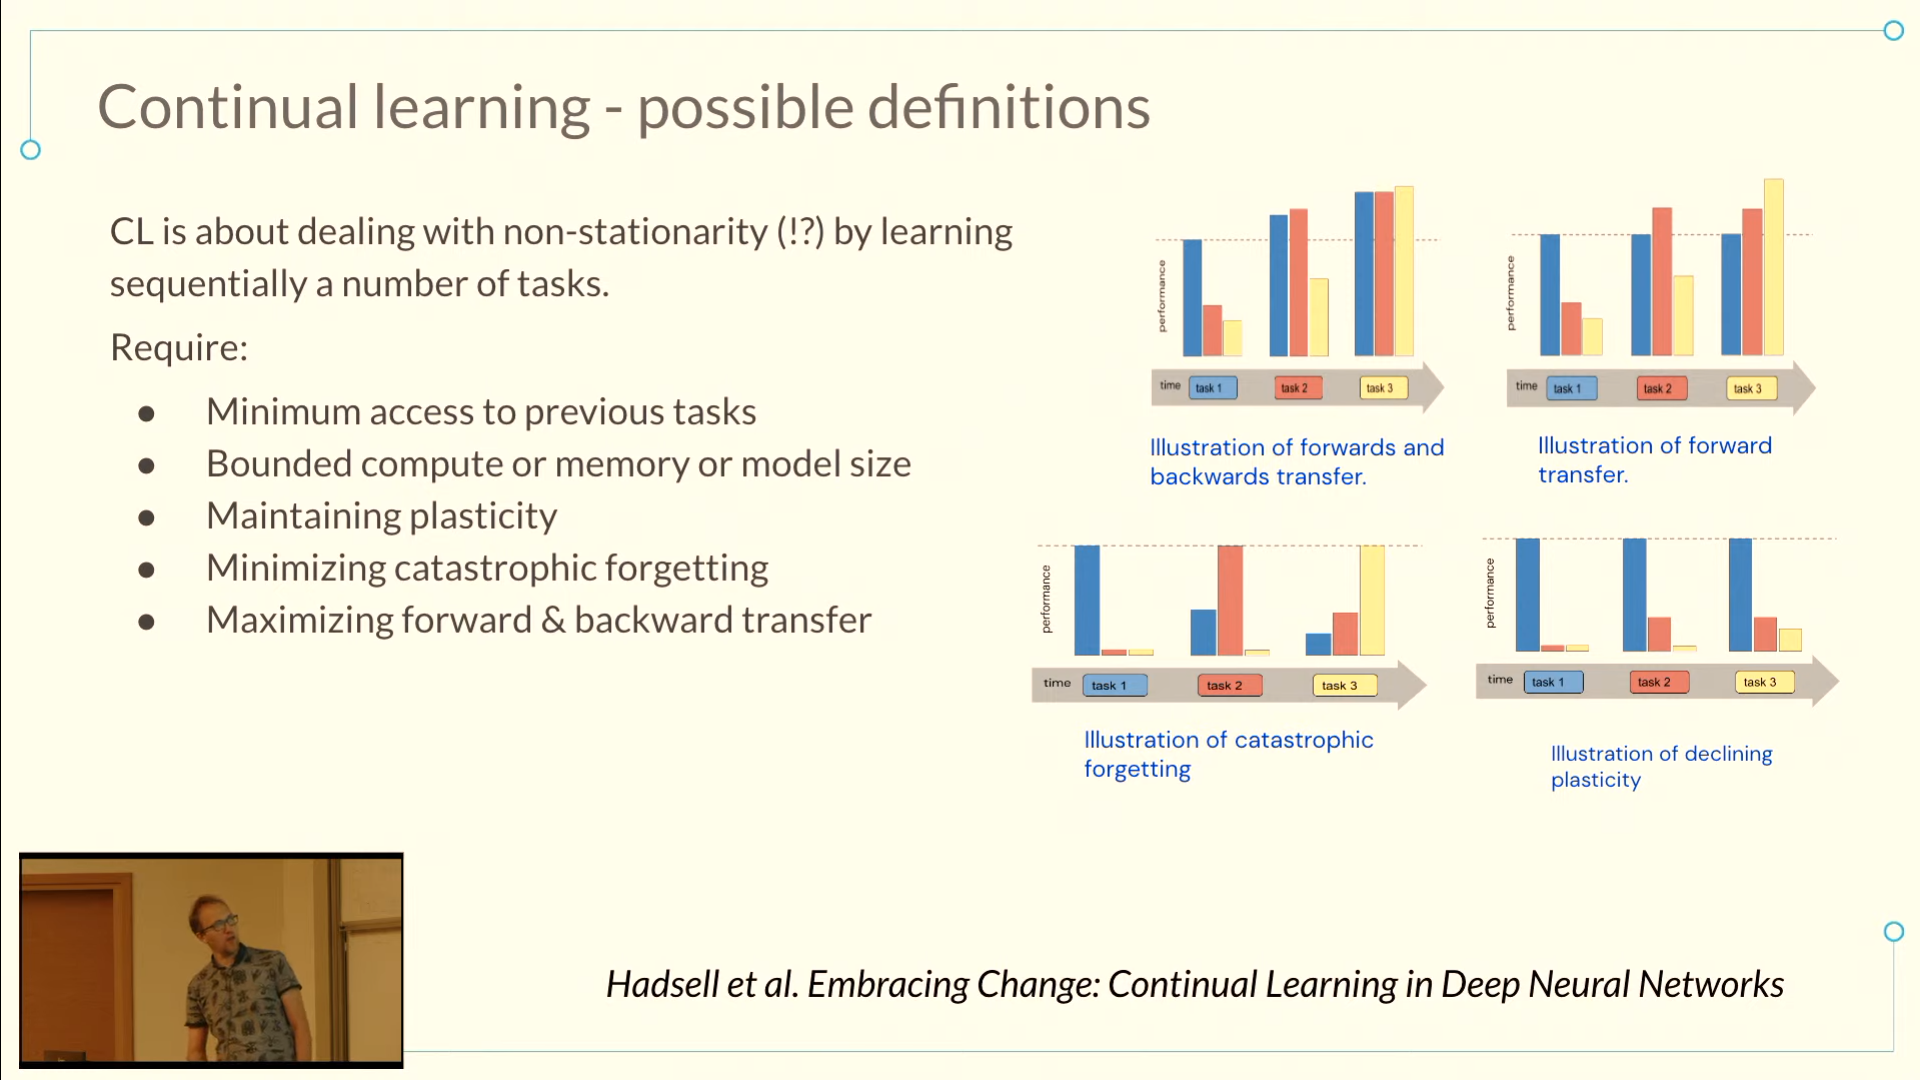 Continual learning - possible definitions
CL is about dealing with non-stationarity (!?) by learning
sequentially a number of tasks.
Require:
● Minimum access to previous tasks
● Bounded compute or memory or model size
● Maintaining plasticity
● Minimizing catastrophic forgetting
● Maximizing forward & backward transfer
performance
time task 1 task 2 task 3
Illustration of forwards and
backwards transfer.
performance
time task 1 task 2 task 3
Illustration of forward
transfer.
performance
time task 1 task 2 task 3
Illustration of catastrophic
forgetting
performance
time task 1 task 2 task 3
Illustration of declining
plasticity
Hadsell et al. Embracing Change: Continual Learning in Deep Neural Networks